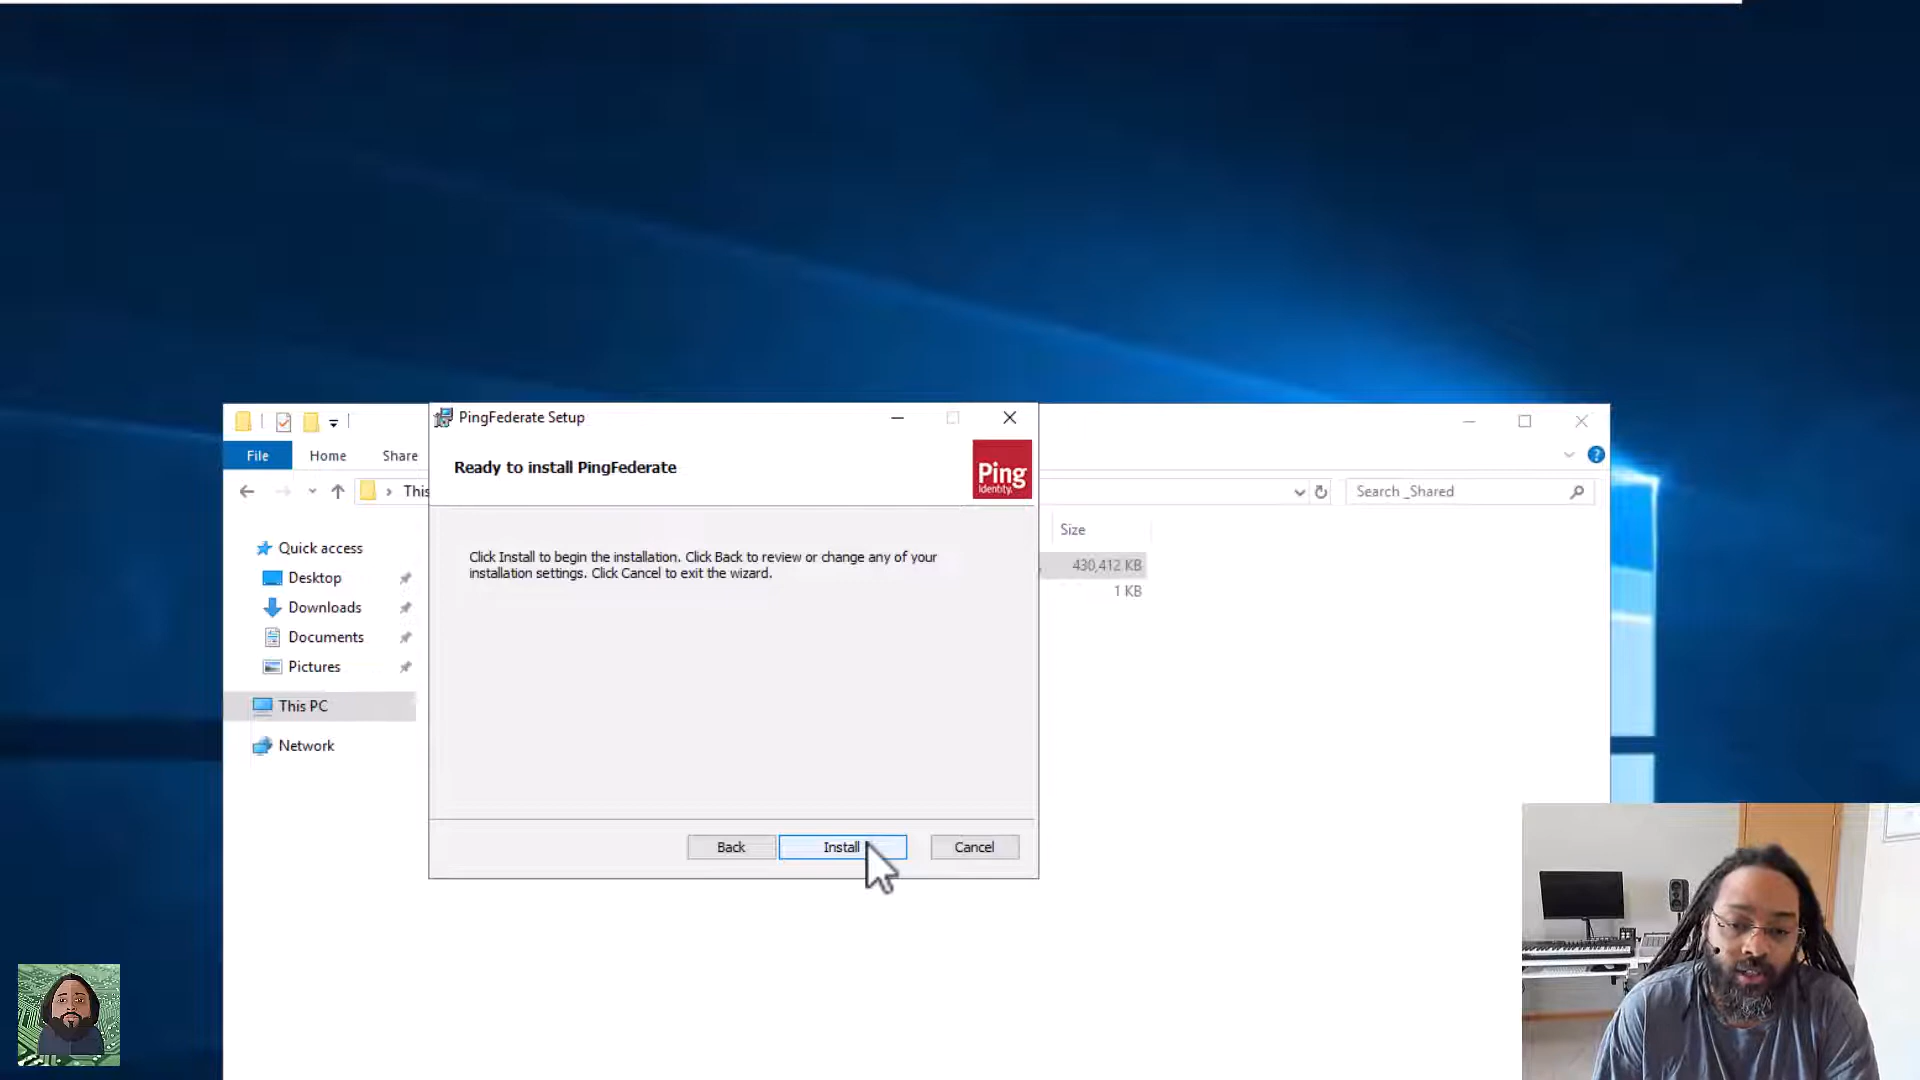 PingFederate Setup
File
Home
Share
Ready to install PingFederate
Ping
Identity.
This
Search _Shared
Size
430,412 KB
1 KB
Quick access
Desktop
Downloads
Documents
Pictures
This PC
Network
Click Install to begin the installation. Click Back to review or change any of your
installation settings. Click Cancel to exit the wizard.
Back
Install
Cancel